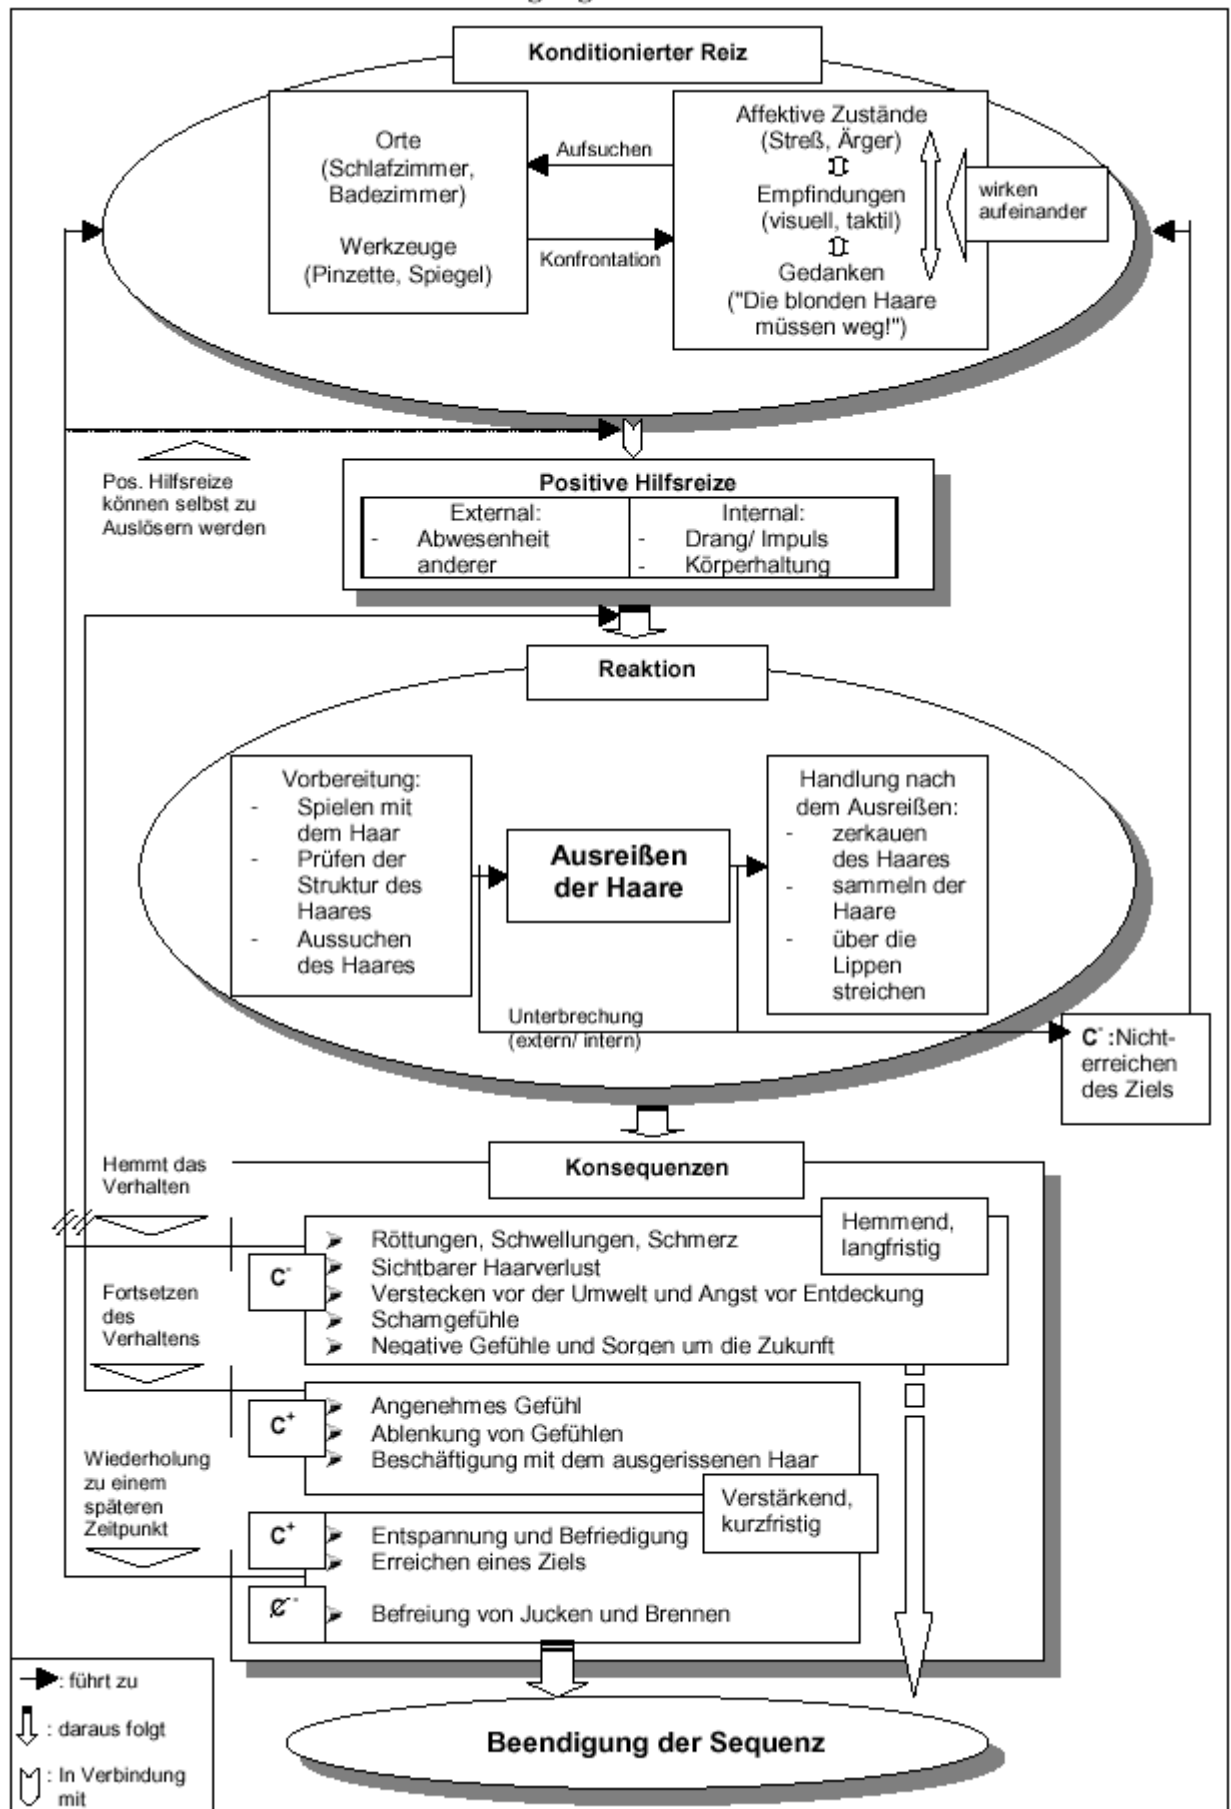 Konditionierter Reiz
Orte
(Schlafzimmer,
Badezimmer)
Werkzeuge
(Pinzette, Spiegel)
Aufsuchen
Konfrontation
Affektive Zustände
(Streß, Ärger)
Empfindungen
(visuell, taktil)
Gedanken
("Die blonden Haare
müssen weg!")
wirken
aufeinander
Pos. Hilfsreize
können selbst zu
Auslösern werden
Positive Hilfsreize
External:
- Abwesenheit
anderer
Internal:
- Drang/ Impuls
- Körperhaltung
Reaktion
Vorbereitung:
- Spielen mit
dem Haar
- Prüfen der
Struktur des
Haares
- Aussuchen
des Haares
Ausreißen
der Haare
Handlung nach
dem Ausreißen:
- zerkauen
des Haares
- sammeln der
Haare
- über die
Lippen
streichen
Unterbrechung
(extern/ intern)
C⁻ :Nicht-
erreichen
des Ziels
Konsequenzen
Hemmt das
Verhalten
Hemmend,
langfristig
C⁻
Röttungen, Schwellungen, Schmerz
Sichtbarer Haarverlust
Verstecken vor der Umwelt und Angst vor Entdeckung
Schamgefühle
Negative Gefühle und Sorgen um die Zukunft
Fortsetzen
des
Verhaltens
C⁺
Angenehmes Gefühl
Ablenkung von Gefühlen
Beschäftigung mit dem ausgerissenen Haar
Verstärkend,
kurzfristig
Wiederholung
zu einem
späteren
Zeitpunkt
C⁺
Entspannung und Befriedigung
Erreichen eines Ziels
Ȼ⁻⁻
Befreiung von Jucken und Brennen
: führt zu
: daraus folgt
: In Verbindung
mit
Beendigung der Sequenz